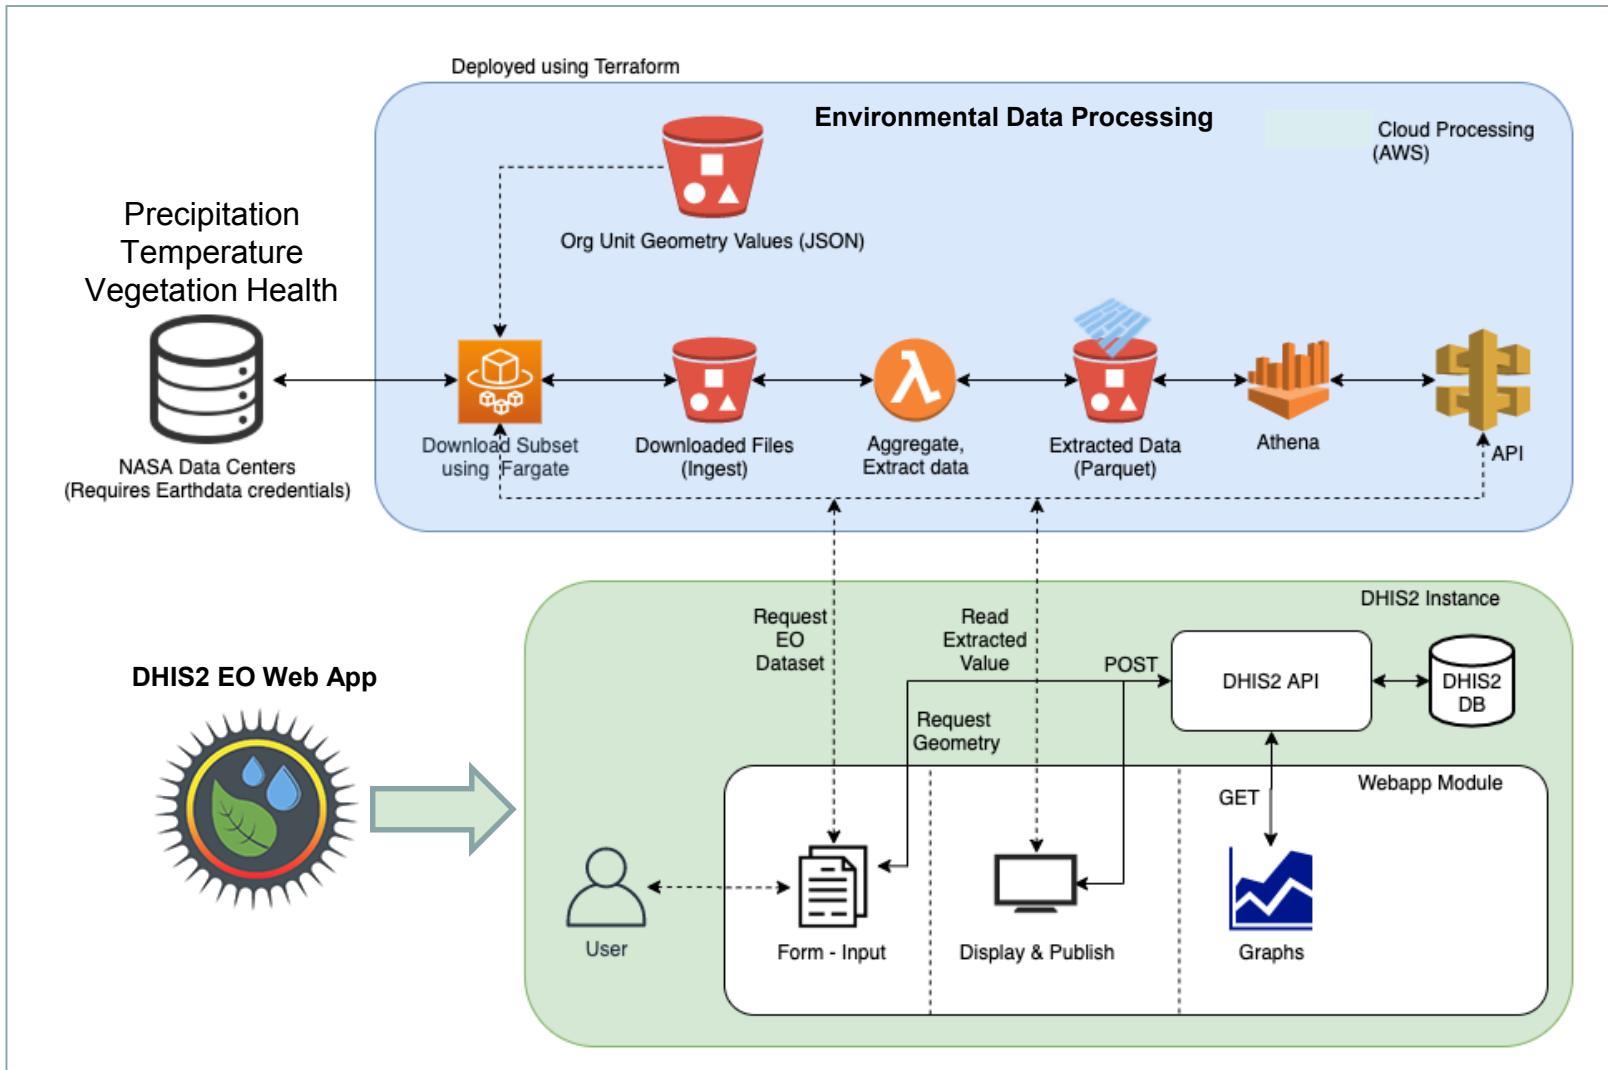 Deployed using Terraform
Environmental Data Processing
Cloud Processing
(AWS)
Org Unit Geometry Values (JSON)
Precipitation
Temperature
Vegetation Health
NASA Data Centers
(Requires Earthdata credentials)
Download Subset
using Fargate
Downloaded Files
(Ingest)
Aggregate,
Extract data
Extracted Data
(Parquet)
Athena
API
DHIS2 Instance
Request
EO
Dataset
Read
Extracted
Value
POST
DHIS2 API
DHIS2
DB
Request
Geometry
DHIS2 EO Web App
Webapp Module
GET
User
Form - Input
Display & Publish
Graphs